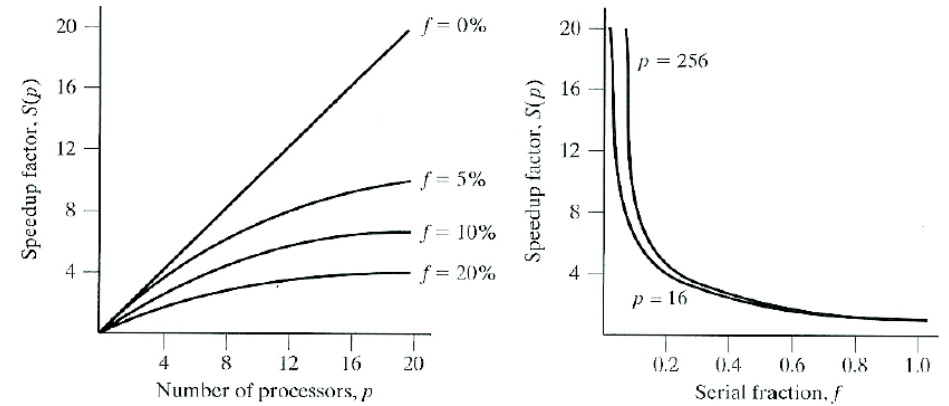 Speedup factor, S(p)
20
16
12
8
4
f = 0%
f = 5%
f = 10%
f = 20%
4 8 12 16 20
Number of processors, p
Speedup factor, S(p)
20
16
12
8
4
p = 256
p = 16
0.2 0.4 0.6 0.8 1.0
Serial fraction, f